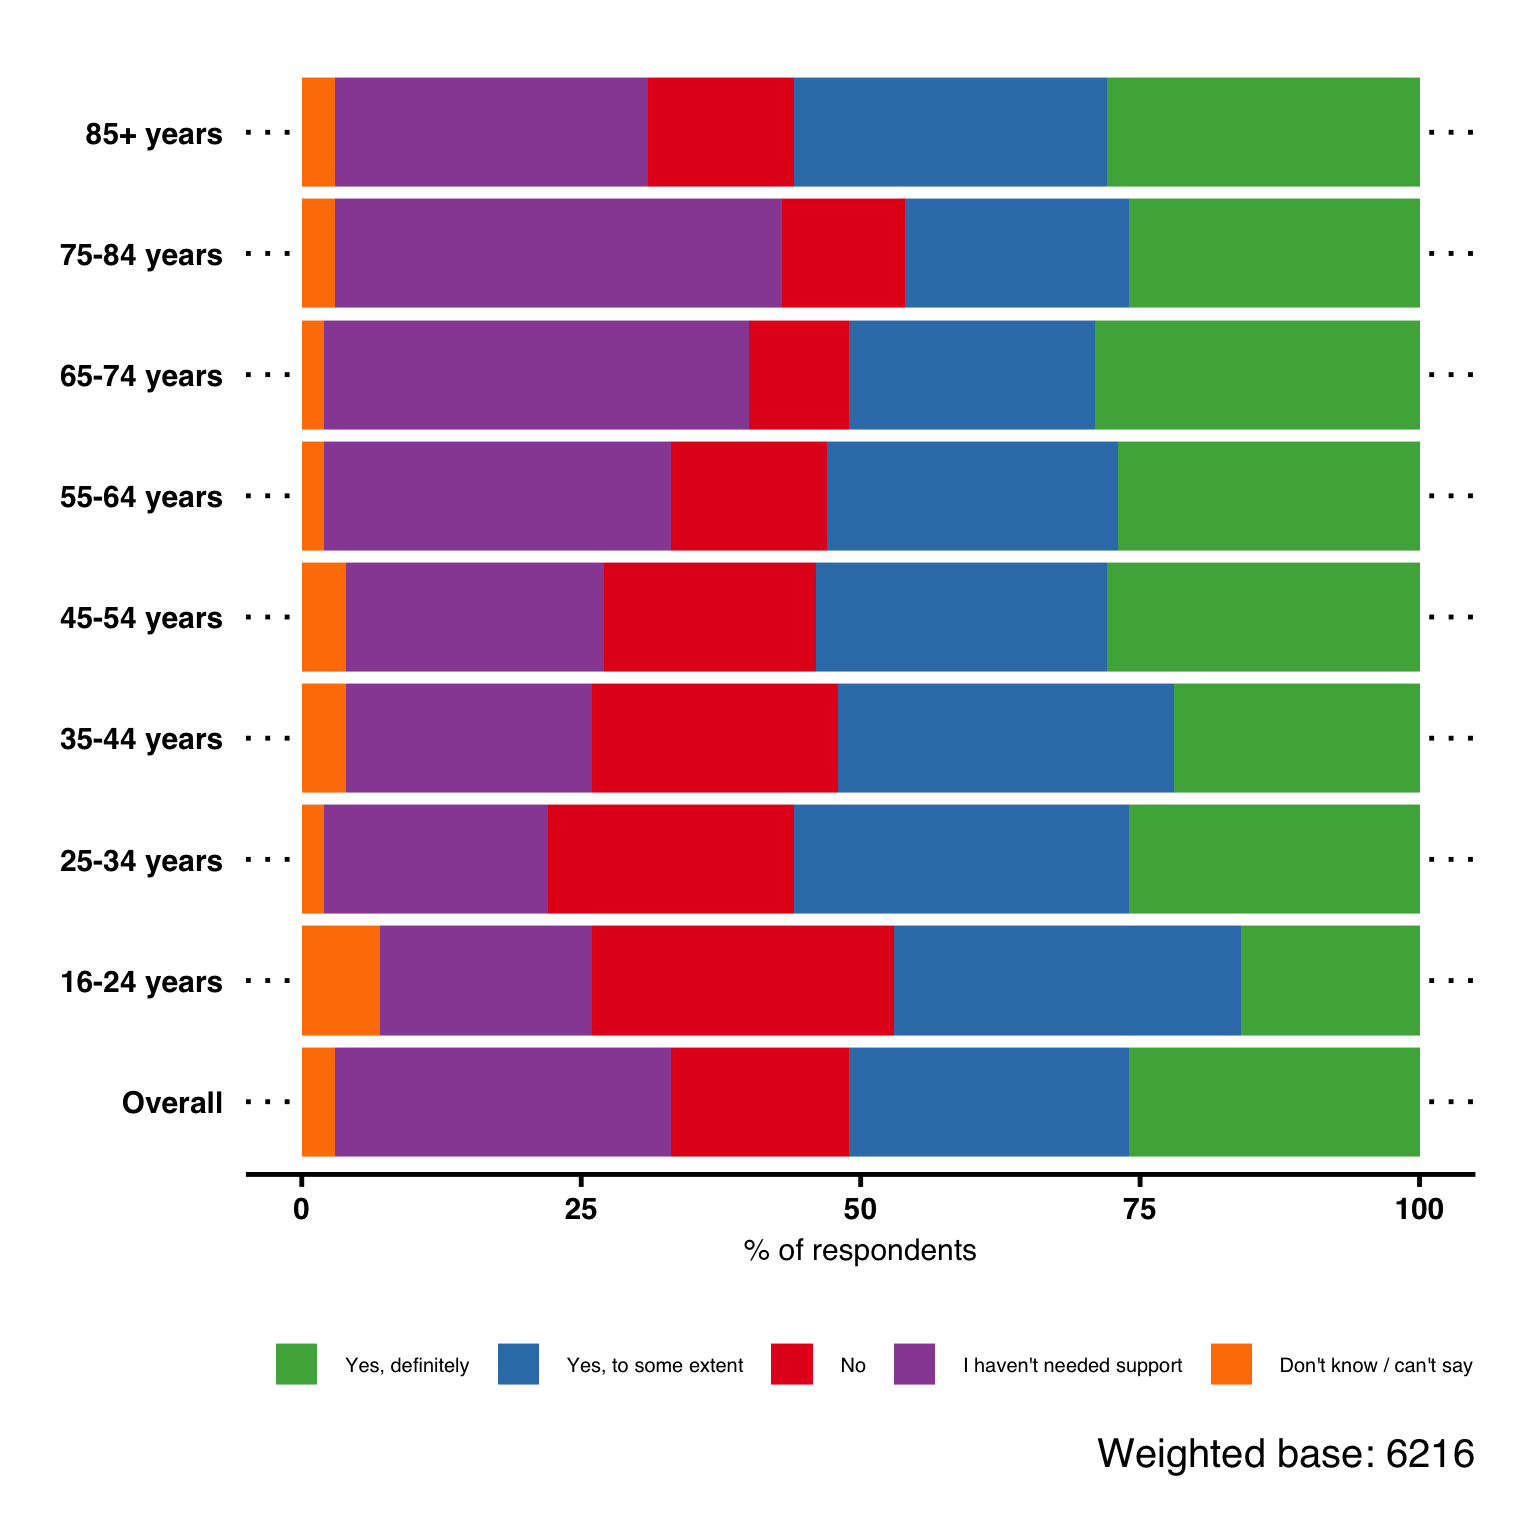 85+ years
75-84 years
65-74 years
55-64 years
45-54 years
35-44 years
25-34 years
16-24 years
Overall
0 25 50 75 100
% of respondents
Yes, definitely Yes, to some extent No I haven't needed support Don't know / can't say
Weighted base: 6216